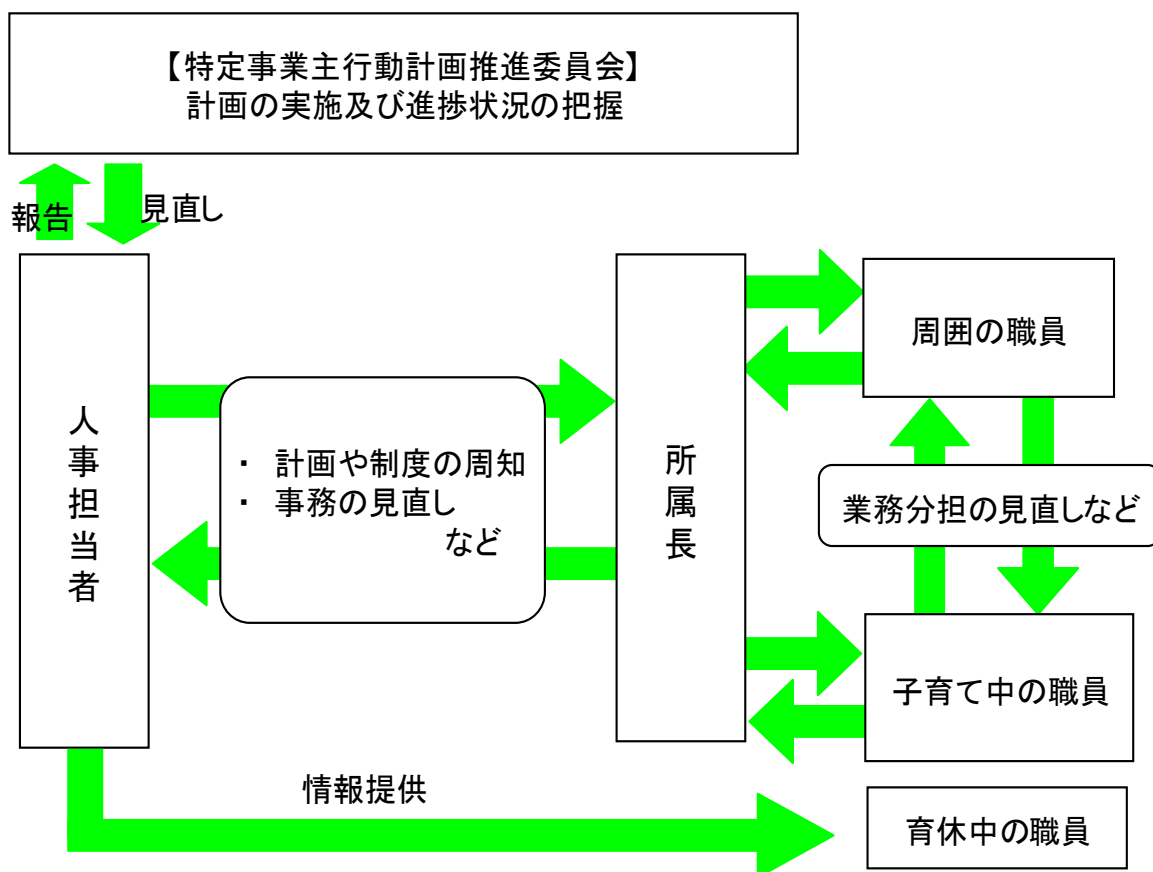 【特定事業主行動計画推進委員会】
計画の実施及び進捗状況の把握
報告
見直し
人事担当者
・ 計画や制度の周知
・ 事務の見直し
など
所属長
周囲の職員
業務分担の見直しなど
子育て中の職員
情報提供
育休中の職員